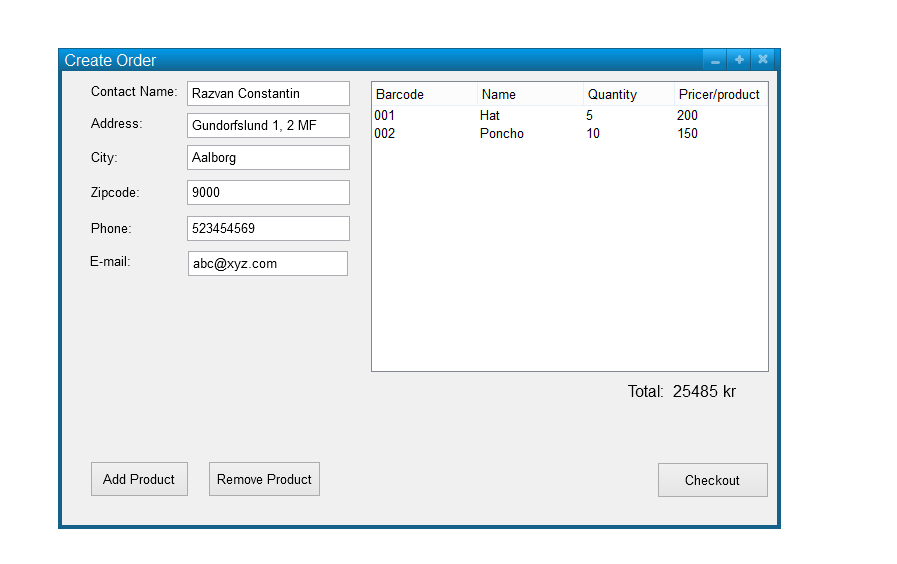 Create Order
Contact Name: Razvan Constantin
Address: Gundorfslund 1, 2 MF
City: Aalborg
Zipcode: 9000
Phone: 523454569
E-mail: abc@xyz.com
Barcode Name Quantity Pricer/product
001 Hat 5 200
002 Poncho 10 150
Total: 25485 kr
Add Product Remove Product Checkout